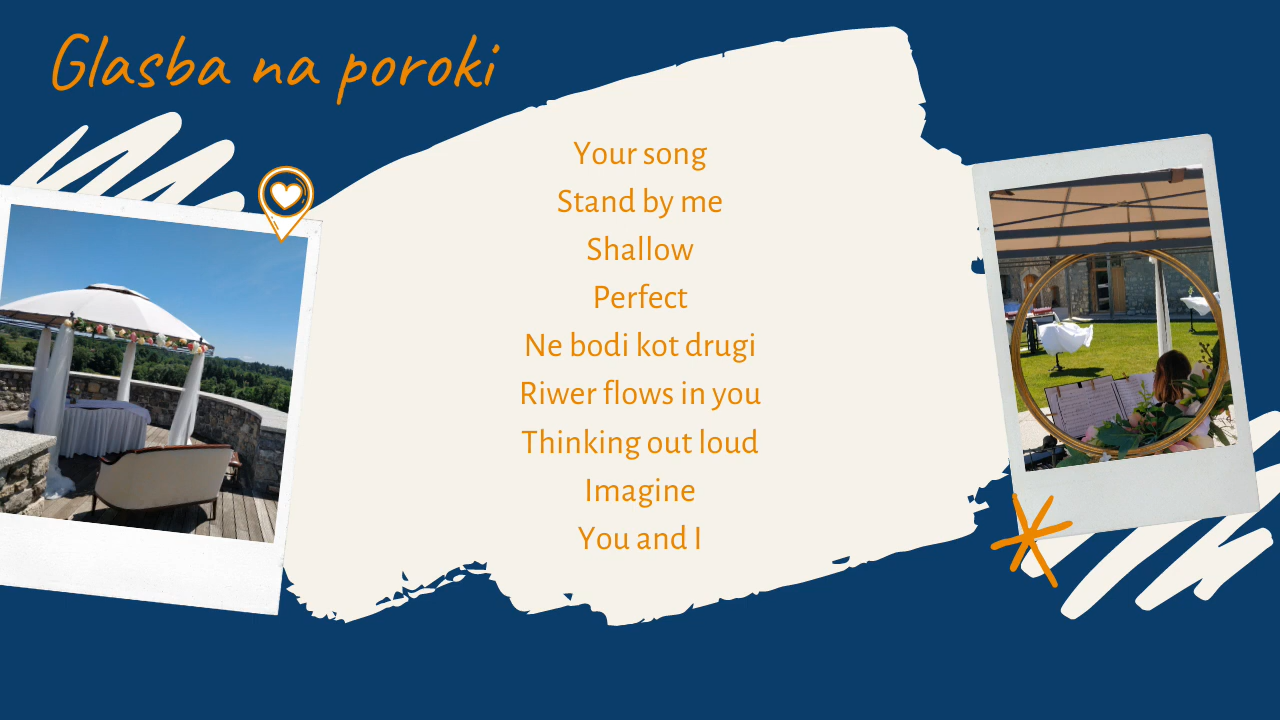 Glasba na poroki
Your song
Stand by me
Shallow
Perfect
Ne bodi kot drugi
Riwer flows in you
Thinking out loud
Imagine
You and I